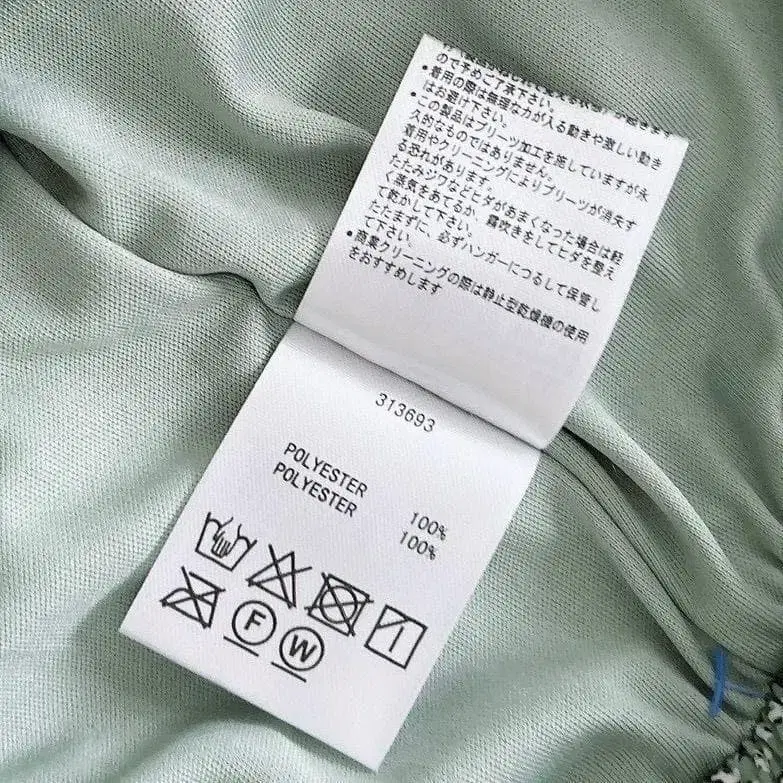 ので予めご了承下さい。
•着用の際は無理な力が入る動きや激しい動き
はお避け下さい。
•この製品はプリーツ加工を施していますが永
久的なものではありません。
着用やクリーニングによりプリーツが消失す
る恐れがあります。
たたみジワなどヒダがあまくなった場合は軽
く蒸気をあてるか、霧吹きをしてヒダを整え
て乾かして下さい。
たたまずに、必ずハンガーにつるして保管し
て下さい。
•商業クリーニングの際は静止型乾燥機の使用
をおすすめします
313693
POLYESTER 100%
POLYESTER 100%
F
W